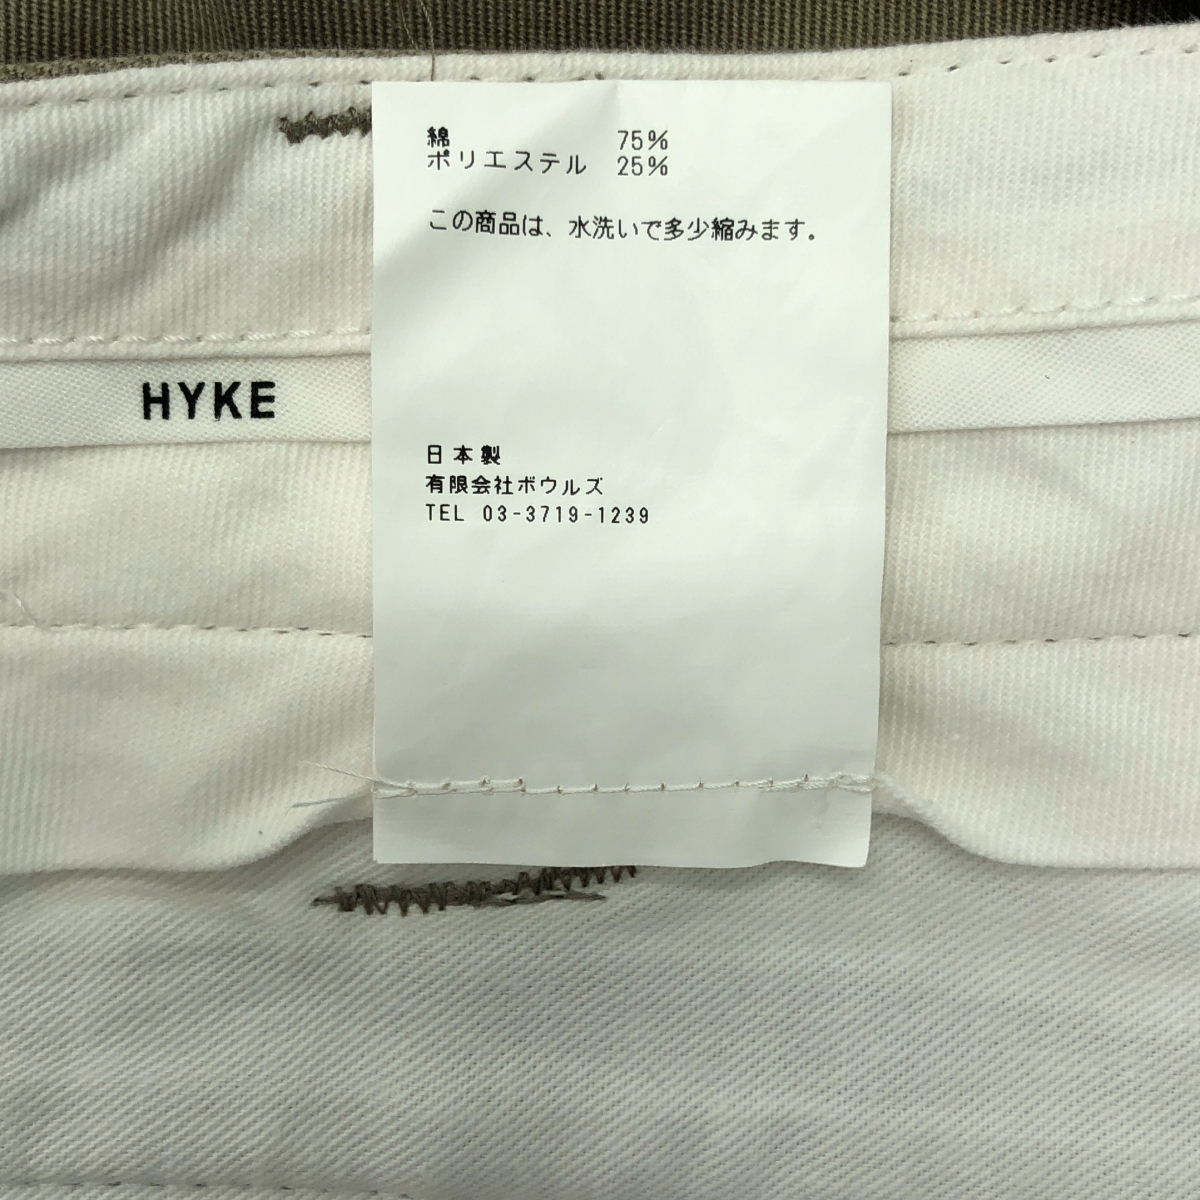 綿 75%
ポリエステル 25%
この商品は、水洗いで多少縮みます。
HYKE
日本製
有限会社ボウルズ
TEL 03-3719-1239